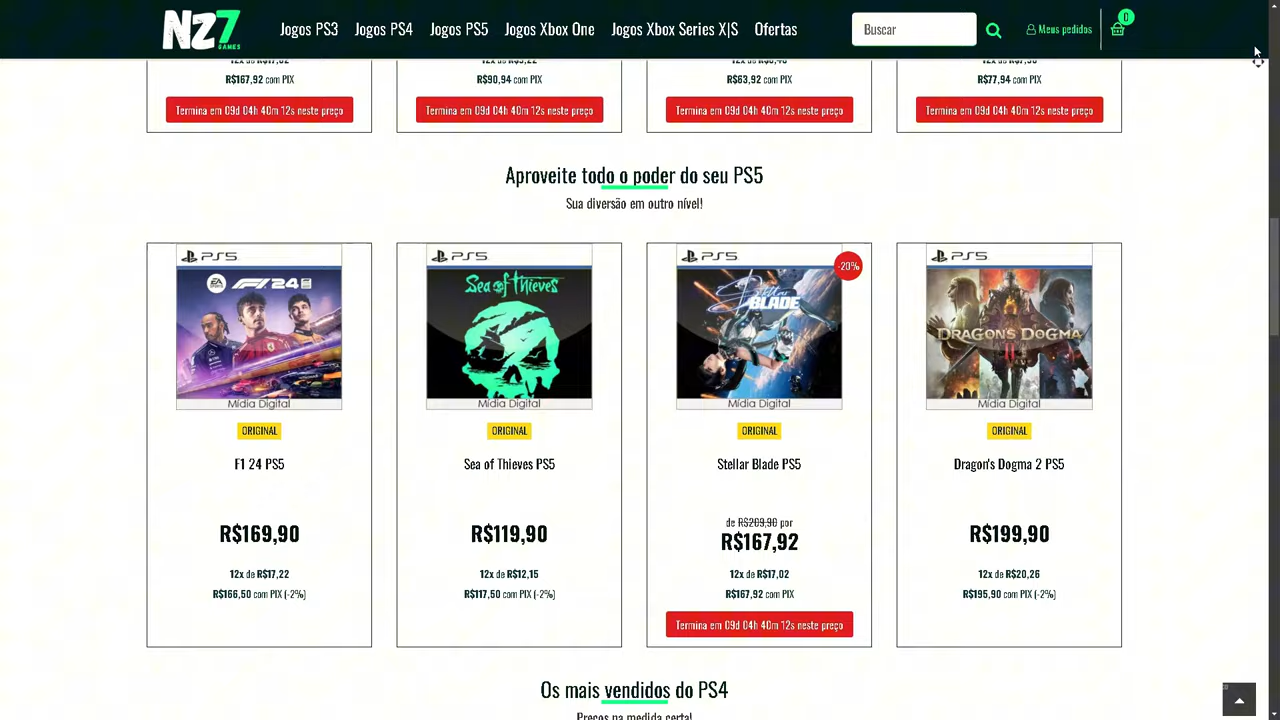 NZ7
GAMES
Jogos PS3 Jogos PS4 Jogos PS5 Jogos Xbox One Jogos Xbox Series X|S Ofertas
Buscar
Meus pedidos
0
R$167,92 com PIX
R$90,94 com PIX
R$63,92 com PIX
R$77,94 com PIX
Termina em 09d 04h 40m 12s neste preço
Termina em 09d 04h 40m 12s neste preço
Termina em 09d 04h 40m 12s neste preço
Termina em 09d 04h 40m 12s neste preço
Aproveite todo o poder do seu PS5
Sua diversão em outro nível!
PS5
EA SPORTS
F1 24
Mídia Digital
ORIGINAL
F1 24 PS5
R$169,90
12x de R$17,22
R$166,50 com PIX (-2%)
PS5
Sea of Thieves
Mídia Digital
ORIGINAL
Sea of Thieves PS5
R$119,90
12x de R$12,15
R$117,50 com PIX (-2%)
PS5
-20%
Stellar
BLADE
Mídia Digital
ORIGINAL
Stellar Blade PS5
de R$209,90 por
R$167,92
12x de R$17,02
R$167,92 com PIX
Termina em 09d 04h 40m 12s neste preço
PS5
DRAGON'S DOGMA
Mídia Digital
ORIGINAL
Dragon's Dogma 2 PS5
R$199,90
12x de R$20,26
R$195,90 com PIX (-2%)
Os mais vendidos do PS4
Preços na medida certa!